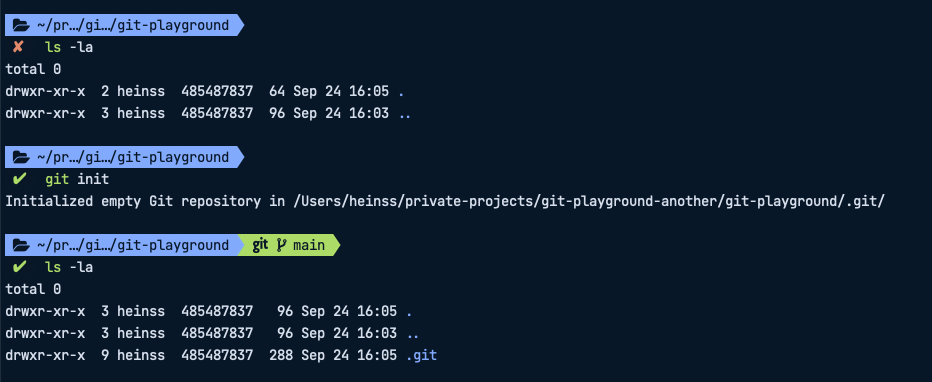 ~/pr…/gi…/git-playground
✘ ls -la
total 0
drwxr-xr-x  2 heinss  485487837  64 Sep 24 16:05 .
drwxr-xr-x  3 heinss  485487837  96 Sep 24 16:03 ..
~/pr…/gi…/git-playground
✔ git init
Initialized empty Git repository in /Users/heinss/private-projects/git-playground-another/git-playground/.git/
~/pr…/gi…/git-playground git main
✔ ls -la
total 0
drwxr-xr-x  3 heinss  485487837   96 Sep 24 16:05 .
drwxr-xr-x  3 heinss  485487837   96 Sep 24 16:03 ..
drwxr-xr-x  9 heinss  485487837  288 Sep 24 16:05 .git